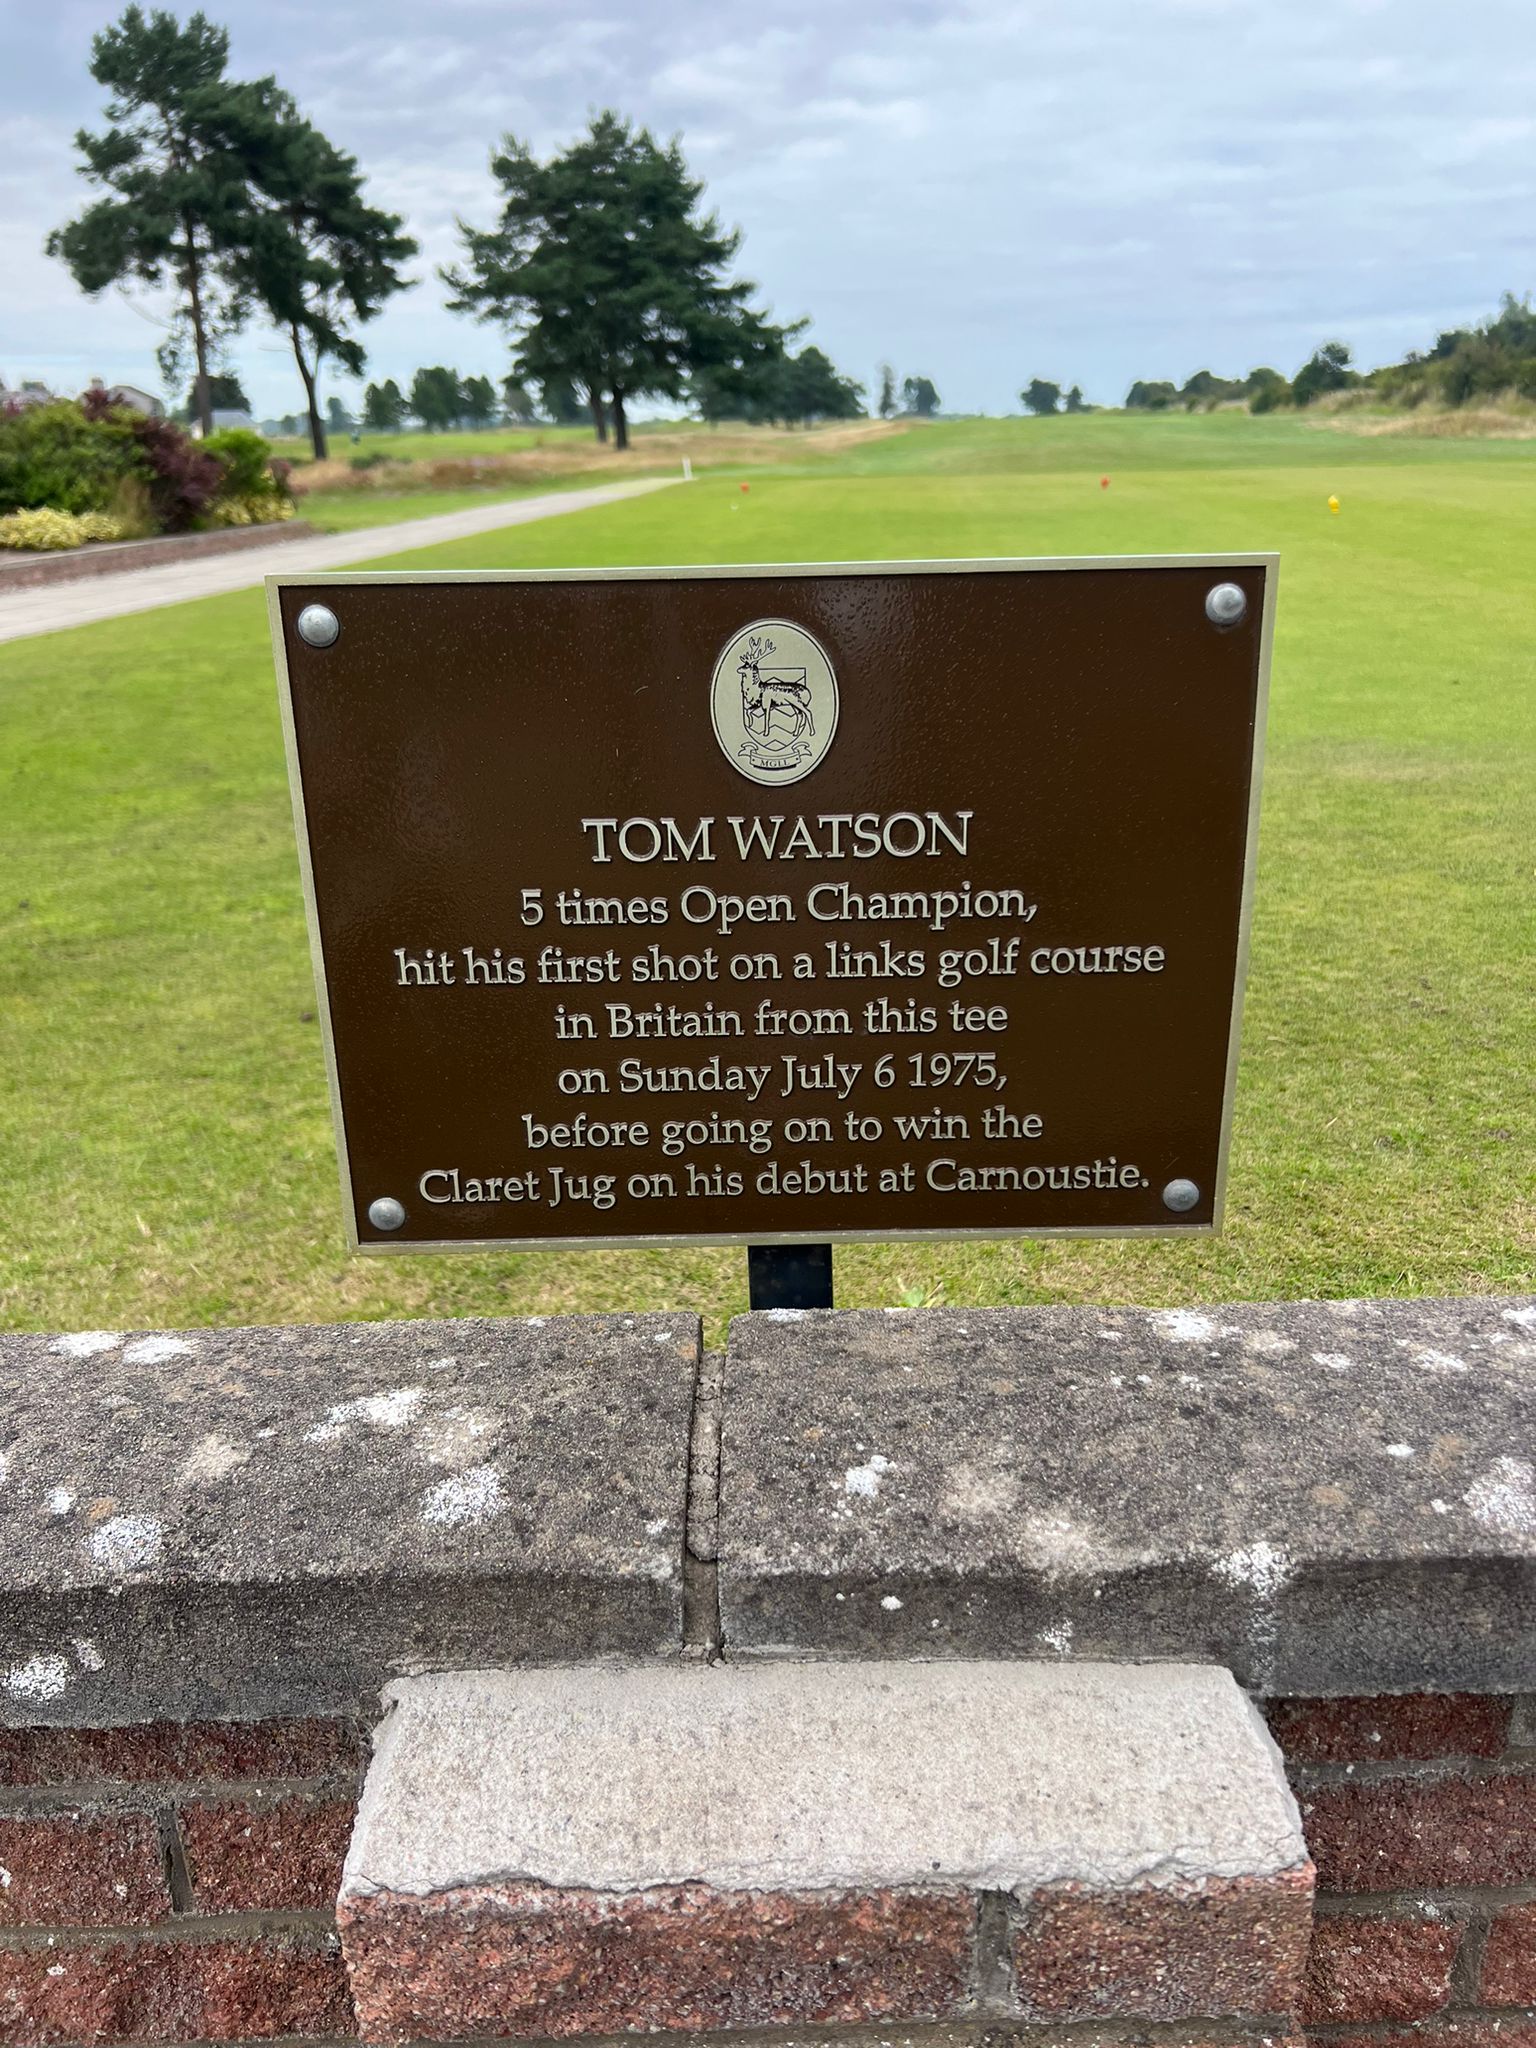 MGLL
TOM WATSON
5 times Open Champion,
hit his first shot on a links golf course
in Britain from this tee
on Sunday July 6 1975,
before going on to win the
Claret Jug on his debut at Carnoustie.